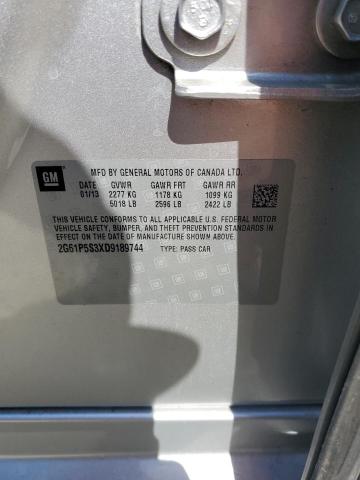 GM
MFD BY GENERAL MOTORS OF CANADA LTD.
DATE GVWR GAWR FRT GAWR RR
01/13 2277 KG 1178 KG 1099 KG
5018 LB 2596 LB 2422 LB
THIS VEHICLE CONFORMS TO ALL APPLICABLE U.S. FEDERAL MOTOR
VEHICLE SAFETY, BUMPER, AND THEFT PREVENTION STANDARDS
IN EFFECT ON THE DATE OF MANUFACTURE SHOWN ABOVE.
2G61P5S3XD9189744 TYPE: PASS CAR